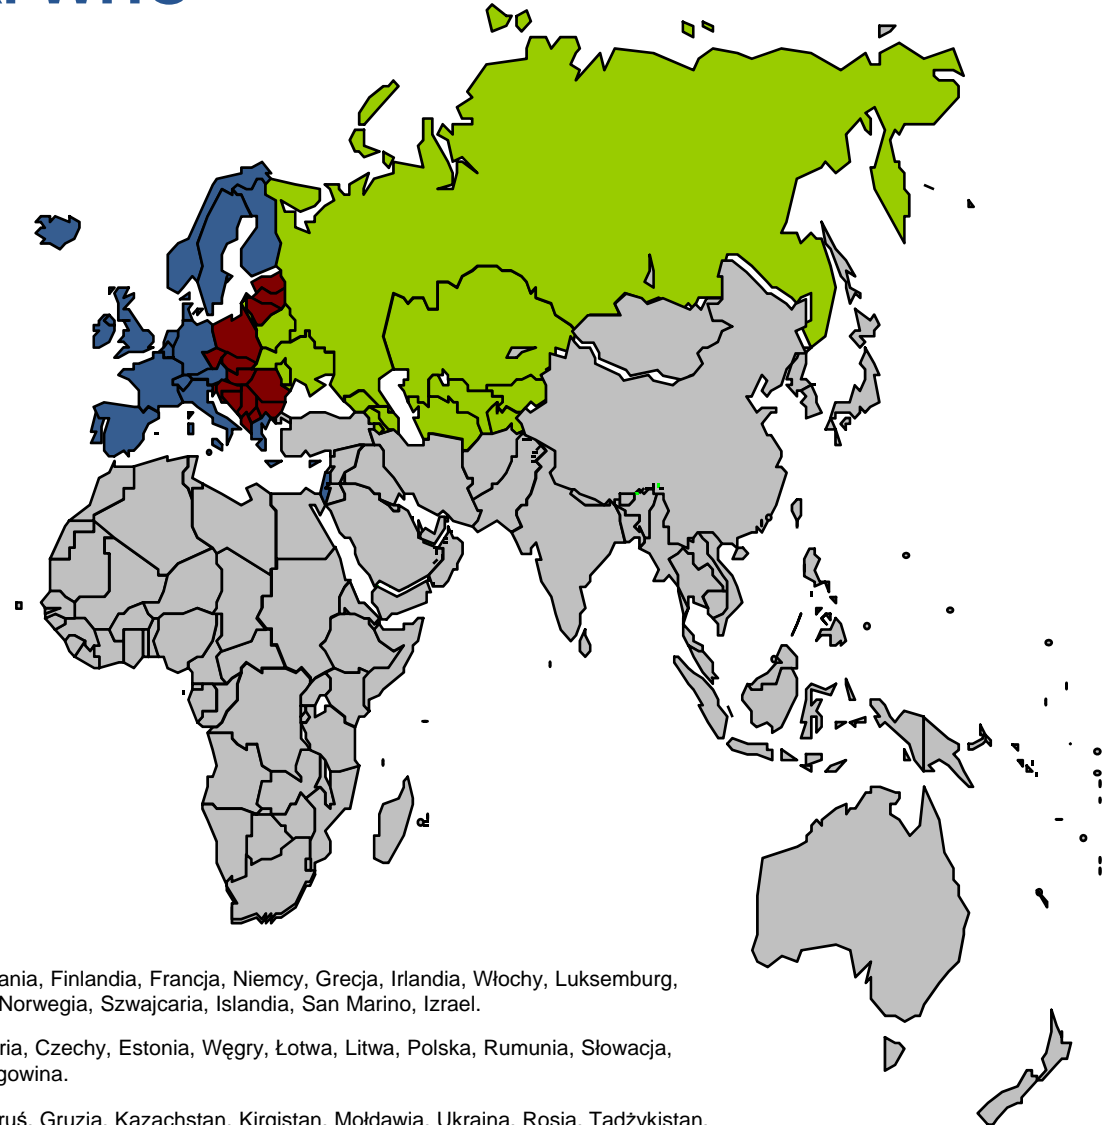 WHO
ania, Finlandia, Francja, Niemcy, Grecja, Irlandia, Włochy, Luksemburg,
Norwegia, Szwajcaria, Islandia, San Marino, Izrael.
ria, Czechy, Estonia, Węgry, Łotwa, Litwa, Polska, Rumunia, Słowacja,
gowina.
ruś, Gruzja, Kazachstan, Kirgistan, Mołdawia, Ukraina, Rosja, Tadżykistan,